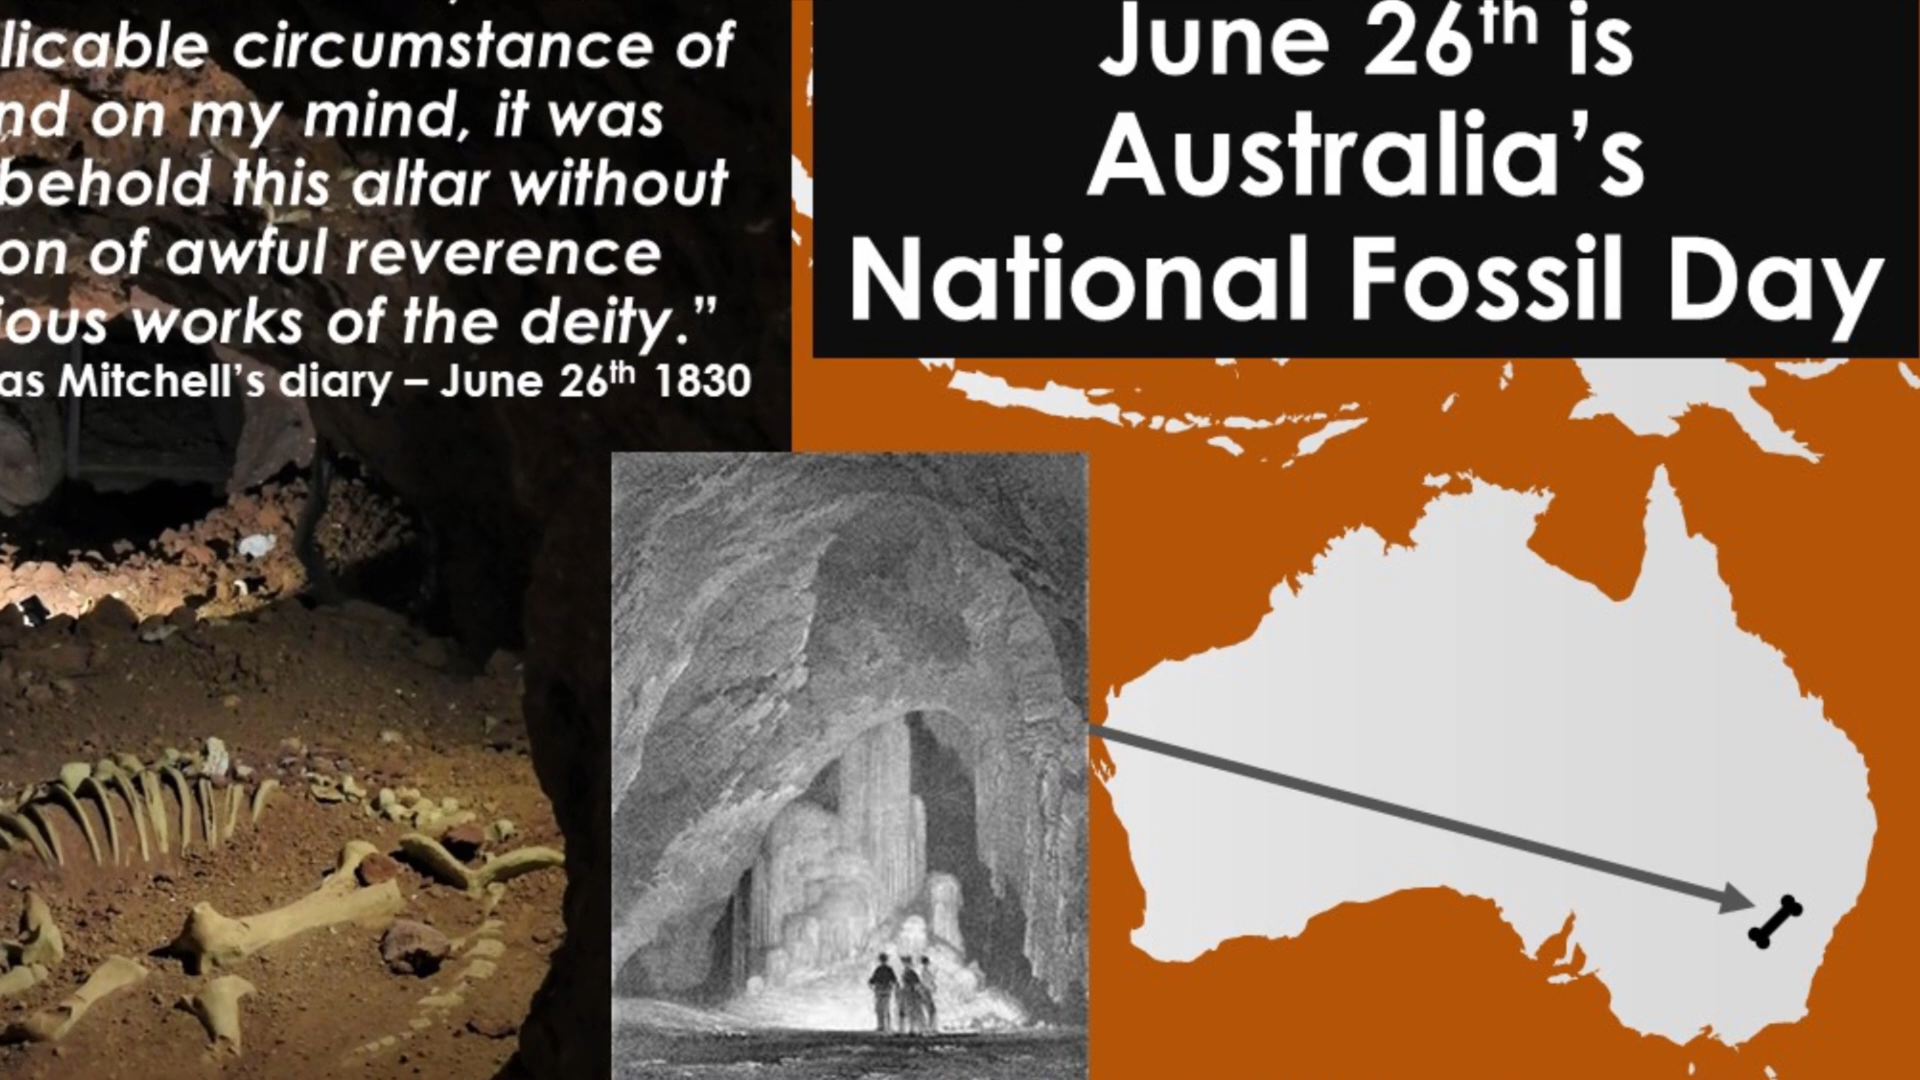 licable circumstance of
nd on my mind, it was
behold this altar without
on of awful reverence
ious works of the deity.”
as Mitchell’s diary – June 26th 1830
June 26th is
Australia’s
National Fossil Day